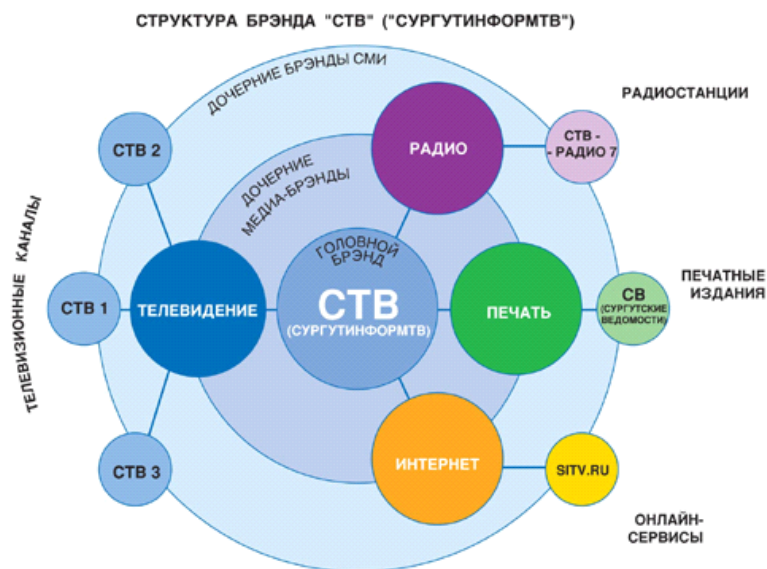 СТРУКТУРА БРЭНДА "СТВ" ("СУРГУТИНФОРМТВ")
ДОЧЕРНИЕ БРЭНДЫ СМИ
РАДИОСТАНЦИИ
СТВ 2
РАДИО
СТВ -
- РАДИО 7
ДОЧЕРНИЕ
МЕДИА-БРЭНДЫ
ТЕЛЕВИЗИОННЫЕ КАНАЛЫ
ГОЛОВНОЙ
БРЭНД
ПЕЧАТНЫЕ
ИЗДАНИЯ
СТВ 1
ТЕЛЕВИДЕНИЕ
СТВ
(СУРГУТИНФОРМТВ)
ПЕЧАТЬ
СВ
(СУРГУТСКИЕ
ВЕДОМОСТИ)
СТВ 3
ИНТЕРНЕТ
SITV.RU
ОНЛАЙН-
СЕРВИСЫ